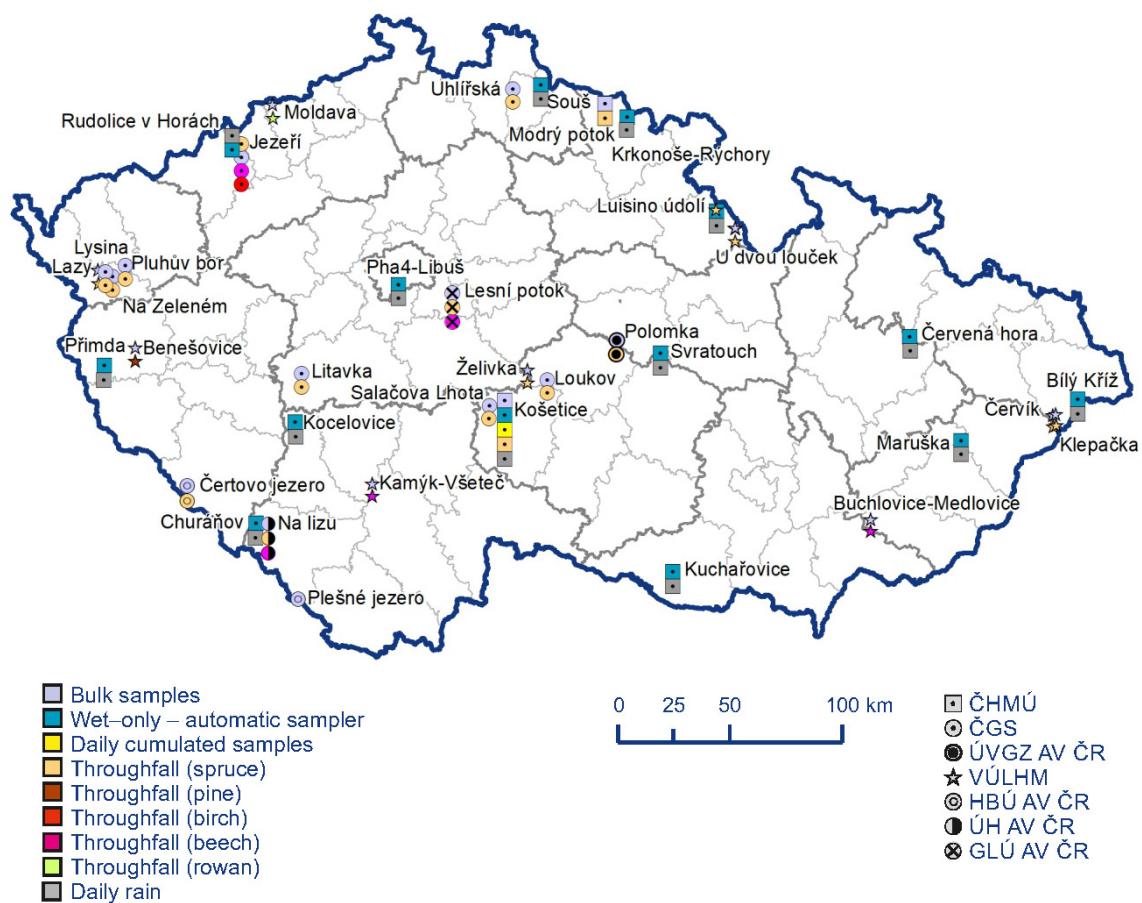 Uhlířská
Souš
Moldava
Rudolice v Horách
Jezeří
Modrý potok
Krkonoše-Rýchory
Luisino údolí
U dvou louček
Lysina
Lazy
Pluhův bor
Na Zeleném
Pha4-Libuš
Lesní potok
Polomka
Svratouch
Červená hora
Přimda
Benešovice
Litavka
Želivka
Loukov
Salačova Lhota
Košetice
Bílý Kříž
Kocelovice
Červík
Klepačka
Maruška
Čertovo jezero
Kamýk-Všeteč
Buchlovice-Medlovice
Churáňov
Na lizu
Kuchařovice
Plešné jezero
Bulk samples
Wet–only – automatic sampler
Daily cumulated samples
Throughfall (spruce)
Throughfall (pine)
Throughfall (birch)
Throughfall (beech)
Throughfall (rowan)
Daily rain
0 25 50 100 km
ČHMÚ
ČGS
ÚVGZ AV ČR
VÚLHM
HBÚ AV ČR
ÚH AV ČR
GLÚ AV ČR